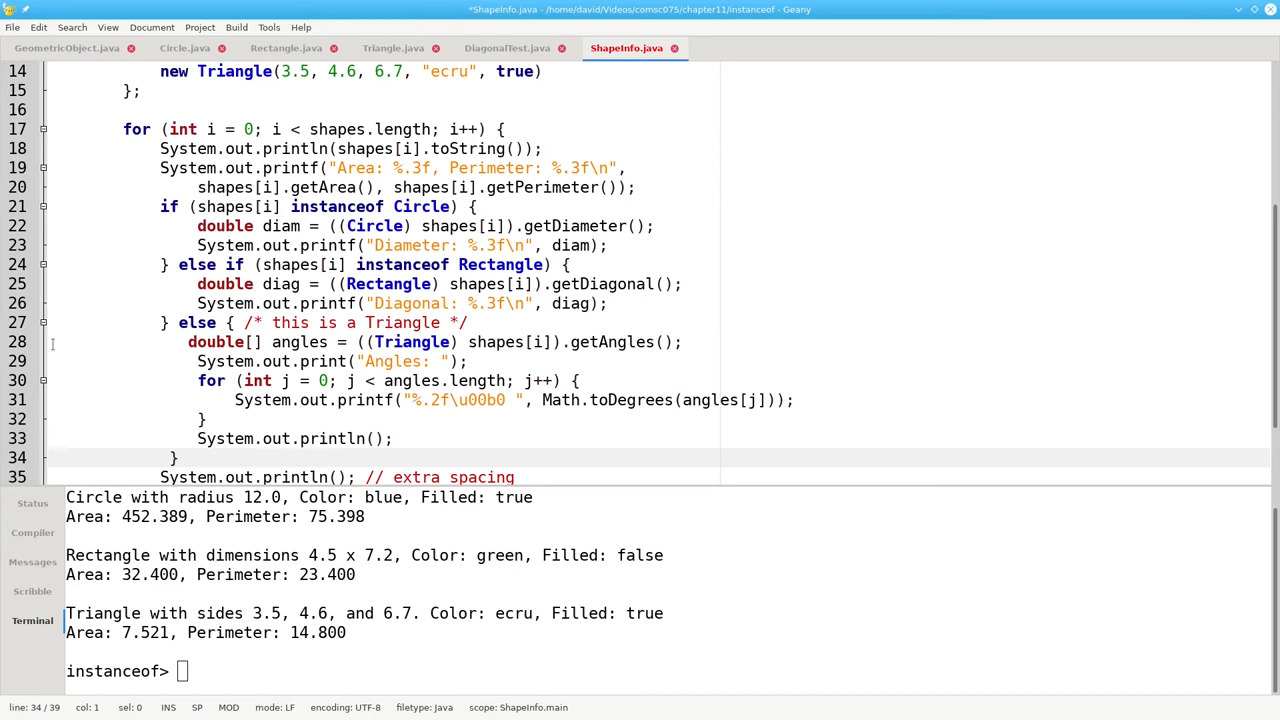 *ShapeInfo.java - /home/david/Videos/comsc075/chapter11/instanceof - Geany
File Edit Search View Document Project Build Tools Help
GeometricObject.java Circle.java Rectangle.java Triangle.java DiagonalTest.java ShapeInfo.java
14 new Triangle(3.5, 4.6, 6.7, "ecru", true)
15 };
16
17 for (int i = 0; i < shapes.length; i++) {
18 System.out.println(shapes[i].toString());
19 System.out.printf("Area: %.3f, Perimeter: %.3f\n",
20 shapes[i].getArea(), shapes[i].getPerimeter());
21 if (shapes[i] instanceof Circle) {
22 double diam = ((Circle) shapes[i]).getDiameter();
23 System.out.printf("Diameter: %.3f\n", diam);
24 } else if (shapes[i] instanceof Rectangle) {
25 double diag = ((Rectangle) shapes[i]).getDiagonal();
26 System.out.printf("Diagonal: %.3f\n", diag);
27 } else { /* this is a Triangle */
28 double[] angles = ((Triangle) shapes[i]).getAngles();
29 System.out.print("Angles: ");
30 for (int j = 0; j < angles.length; j++) {
31 System.out.printf("%.2f\u00b0 ", Math.toDegrees(angles[j]));
32 }
33 System.out.println();
34 }
35 System.out.println(); // extra spacing
Status
Compiler
Messages
Scribble
Terminal
Circle with radius 12.0, Color: blue, Filled: true
Area: 452.389, Perimeter: 75.398
Rectangle with dimensions 4.5 x 7.2, Color: green, Filled: false
Area: 32.400, Perimeter: 23.400
Triangle with sides 3.5, 4.6, and 6.7. Color: ecru, Filled: true
Area: 7.521, Perimeter: 14.800
instanceof>
line: 34 / 39 col: 1 sel: 0 INS SP MOD mode: LF encoding: UTF-8 filetype: Java scope: ShapeInfo.main